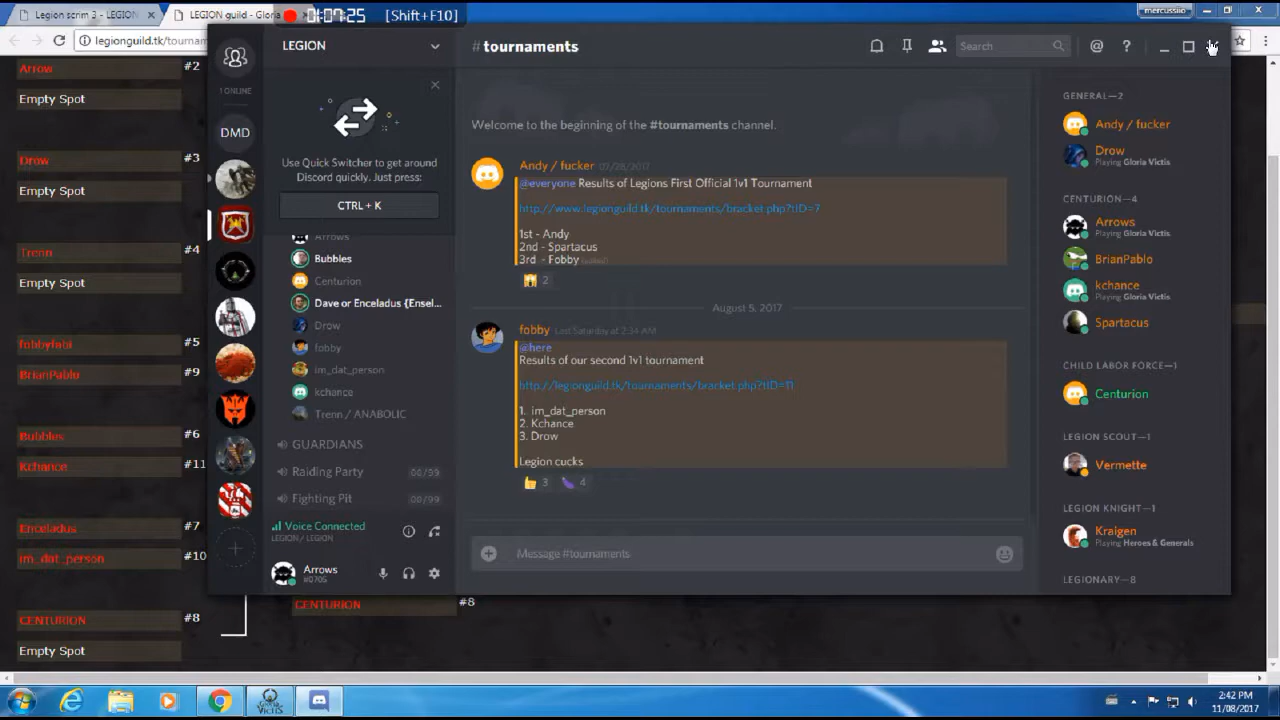 Legion scrim 3 - LEGION
LEGION guild - Gloria
00:00:25
[Shift+F10]
mercussilo
legionguild.tk/tournam
Arrow
#2
Empty Spot
Drow
#3
Empty Spot
Trenn
#4
Empty Spot
fobbyfobi
#5
BrianPablo
#9
Bubbles
#6
Kchance
#11
Enceladus
#7
im_dat_person
#10
CENTURION
#8
Empty Spot
CENTURION
#8
1 ONLINE
DMD
LEGION
Use Quick Switcher to get around
Discord quickly. Just press:
CTRL + K
Arrows
Bubbles
Centurion
Dave or Enceladus {Ensel...
Drow
fobby
im_dat_person
kchance
Trenn / ANABOLIC
GUARDIANS
Raiding Party
00/99
Fighting Pit
00/99
Voice Connected
LEGION / LEGION
Arrows
#0705
#tournaments
Search
Welcome to the beginning of the #tournaments channel.
Andy / fucker 07/28/2017
@everyone Results of Legions First Official 1v1 Tournament
http://www.legionguild.tk/tournaments/bracket.php?tID=7
1st - Andy
2nd - Spartacus
3rd - Fobby (edited)
2
August 5, 2017
fobby Last Saturday at 2:34 AM
@here
Results of our second 1v1 tournament
http://legionguild.tk/tournaments/bracket.php?tID=11
1. im_dat_person
2. Kchance
3. Drow
Legion cucks
3
4
Message #tournaments
GENERAL—2
Andy / fucker
Drow
Playing Gloria Victis
CENTURION—4
Arrows
Playing Gloria Victis
BrianPablo
kchance
Playing Gloria Victis
Spartacus
CHILD LABOR FORCE—1
Centurion
LEGION SCOUT—1
Vermette
LEGION KNIGHT—1
Kraigen
Playing Heroes & Generals
LEGIONARY—8
2:42 PM
11/08/2017